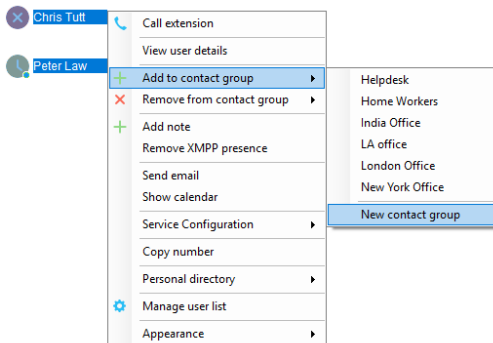 Chris Tutt
Call extension
View user details
Peter Law
Add to contact group
Helpdesk
Remove from contact group
Home Workers
Add note
India Office
Remove XMPP presence
LA office
London Office
Send email
New York Office
Show calendar
New contact group
Service Configuration
Copy number
Personal directory
Manage user list
Appearance